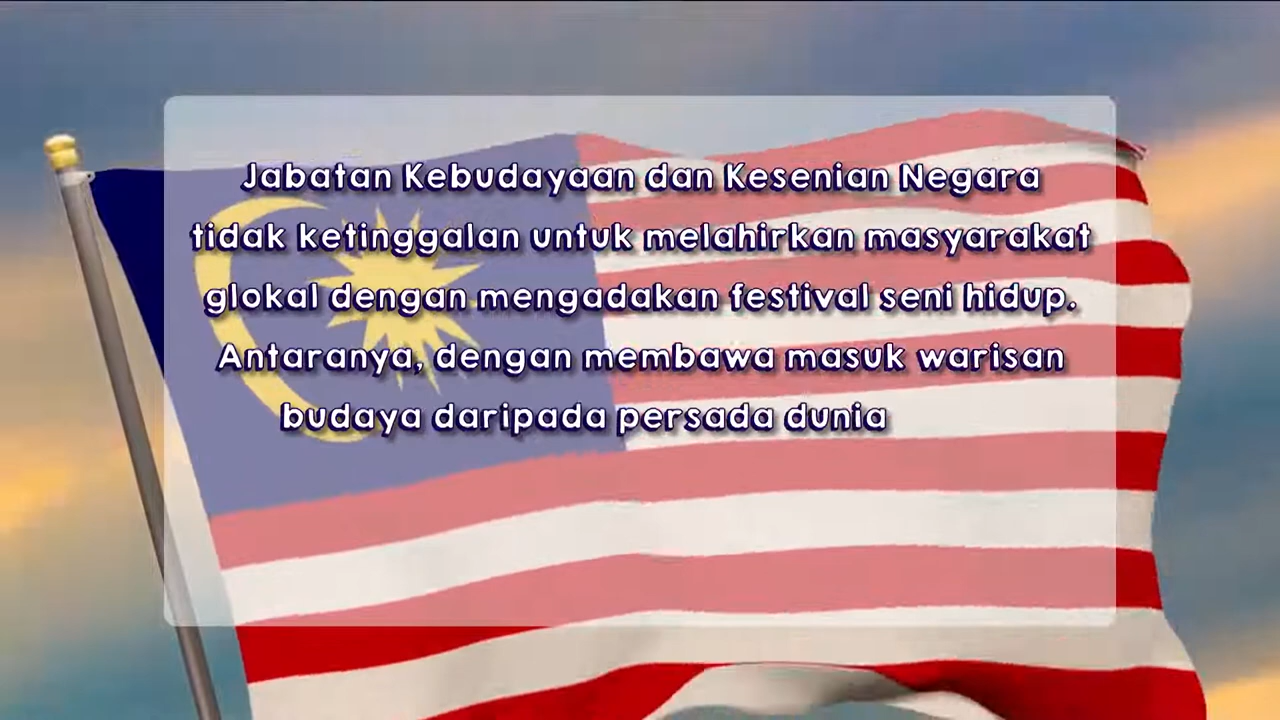 Jabatan Kebudayaan dan Kesenian Negara
tidak ketinggalan untuk melahirkan masyarakat
glokal dengan mengadakan festival seni hidup.
Antaranya, dengan membawa masuk warisan
budaya daripada persada dunia